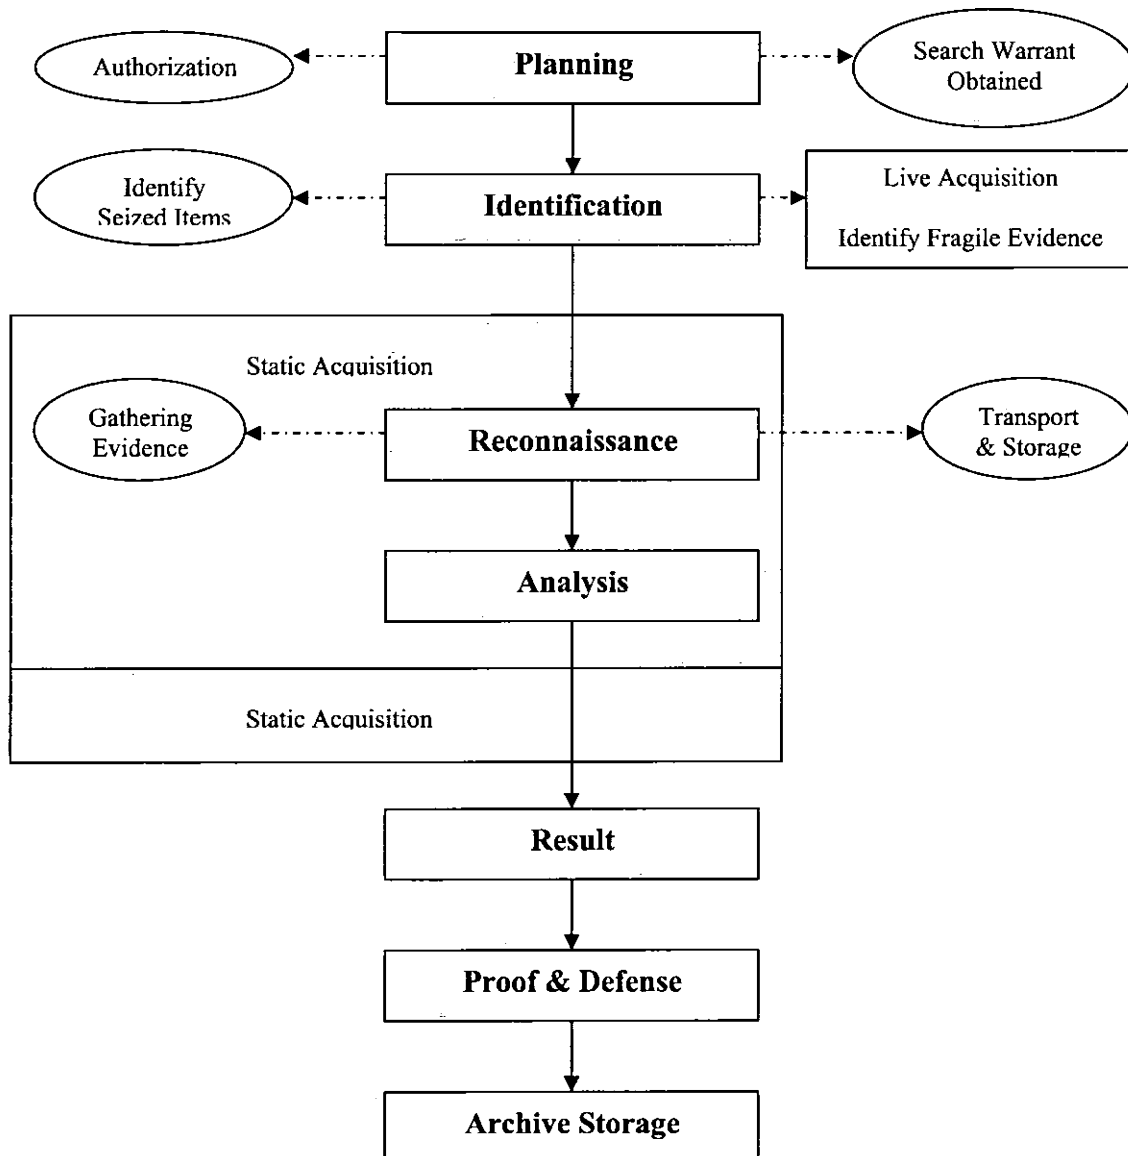 Authorization
Planning
Search Warrant
Obtained
Identify
Seized Items
Identification
Live Acquisition
Identify Fragile Evidence
Static Acquisition
Gathering
Evidence
Reconnaissance
Transport
& Storage
Analysis
Static Acquisition
Result
Proof & Defense
Archive Storage